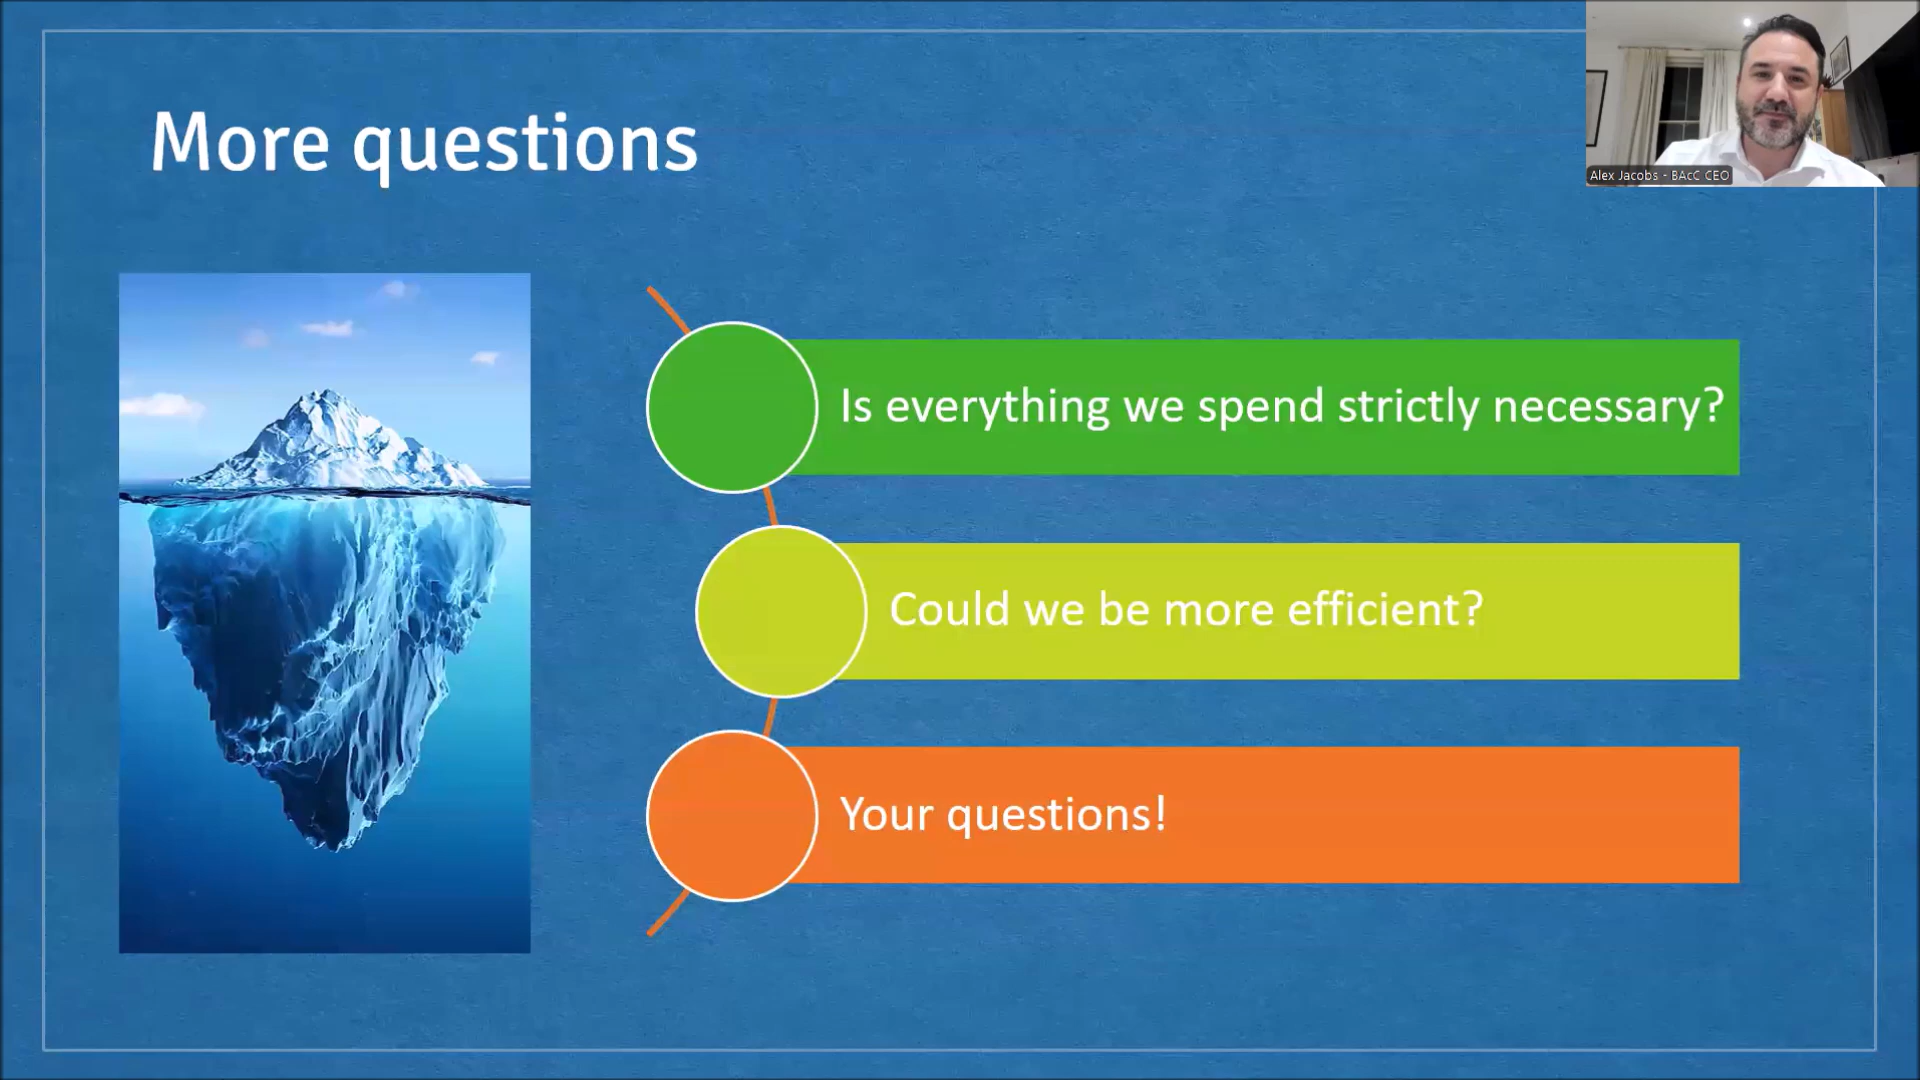 More questions
Alex Jacobs - BAcC CEO
Is everything we spend strictly necessary?
Could we be more efficient?
Your questions!